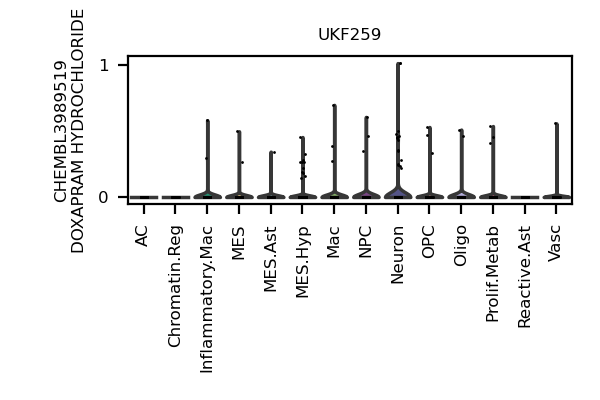 UKF259
CHEMBL3989519
DOXAPRAM HYDROCHLORIDE
1
0
AC
Chromatin.Reg
Inflammatory.Mac
MES
MES.Ast
MES.Hyp
Mac
NPC
Neuron
OPC
Oligo
Prolif.Metab
Reactive.Ast
Vasc